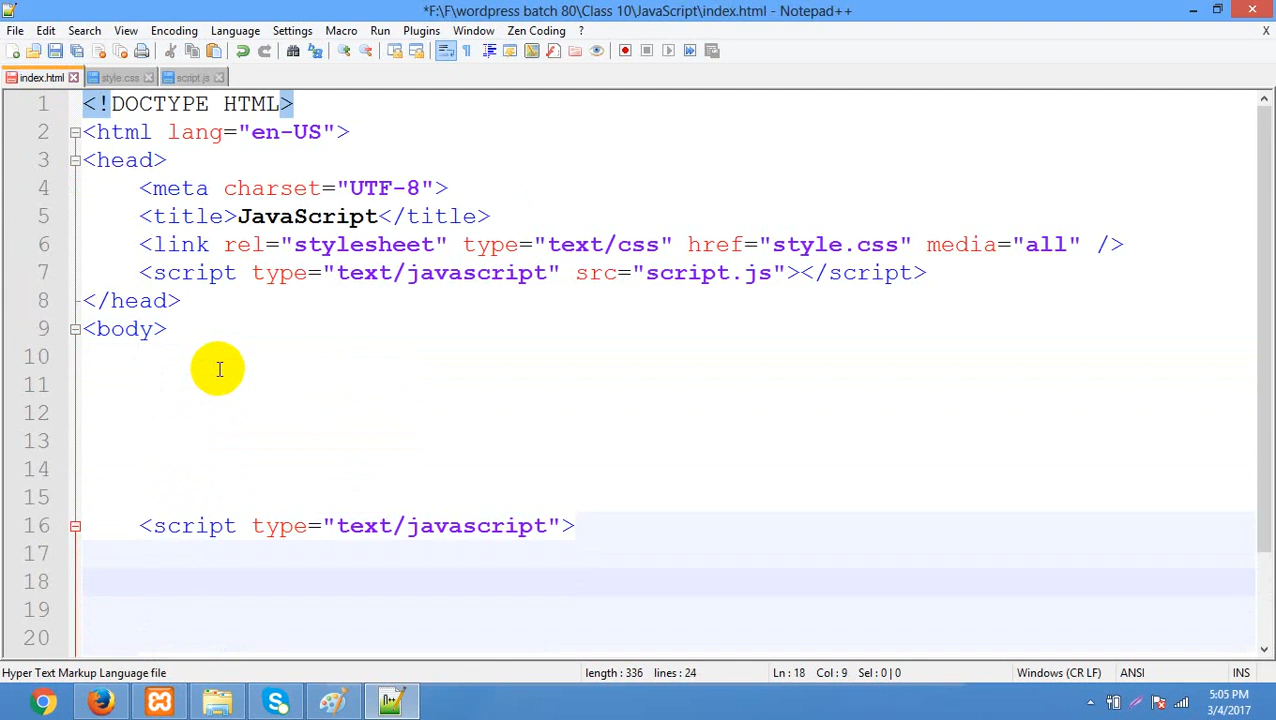 *F:\F\wordpress batch 80\Class 10\JavaScript\index.html - Notepad++
File Edit Search View Encoding Language Settings Macro Run Plugins Window Zen Coding ? X
index.html style.css script.js
1 <!DOCTYPE HTML>
2 <html lang="en-US">
3 <head>
4 <meta charset="UTF-8">
5 <title>JavaScript</title>
6 <link rel="stylesheet" type="text/css" href="style.css" media="all" />
7 <script type="text/javascript" src="script.js"></script>
8 </head>
9 <body>
10
11
12
13
14
15
16 <script type="text/javascript">
17
18
19
20
Hyper Text Markup Language file length : 336 lines : 24 Ln : 18 Col : 9 Sel : 0 | 0 Windows (CR LF) ANSI INS
5:05 PM
3/4/2017